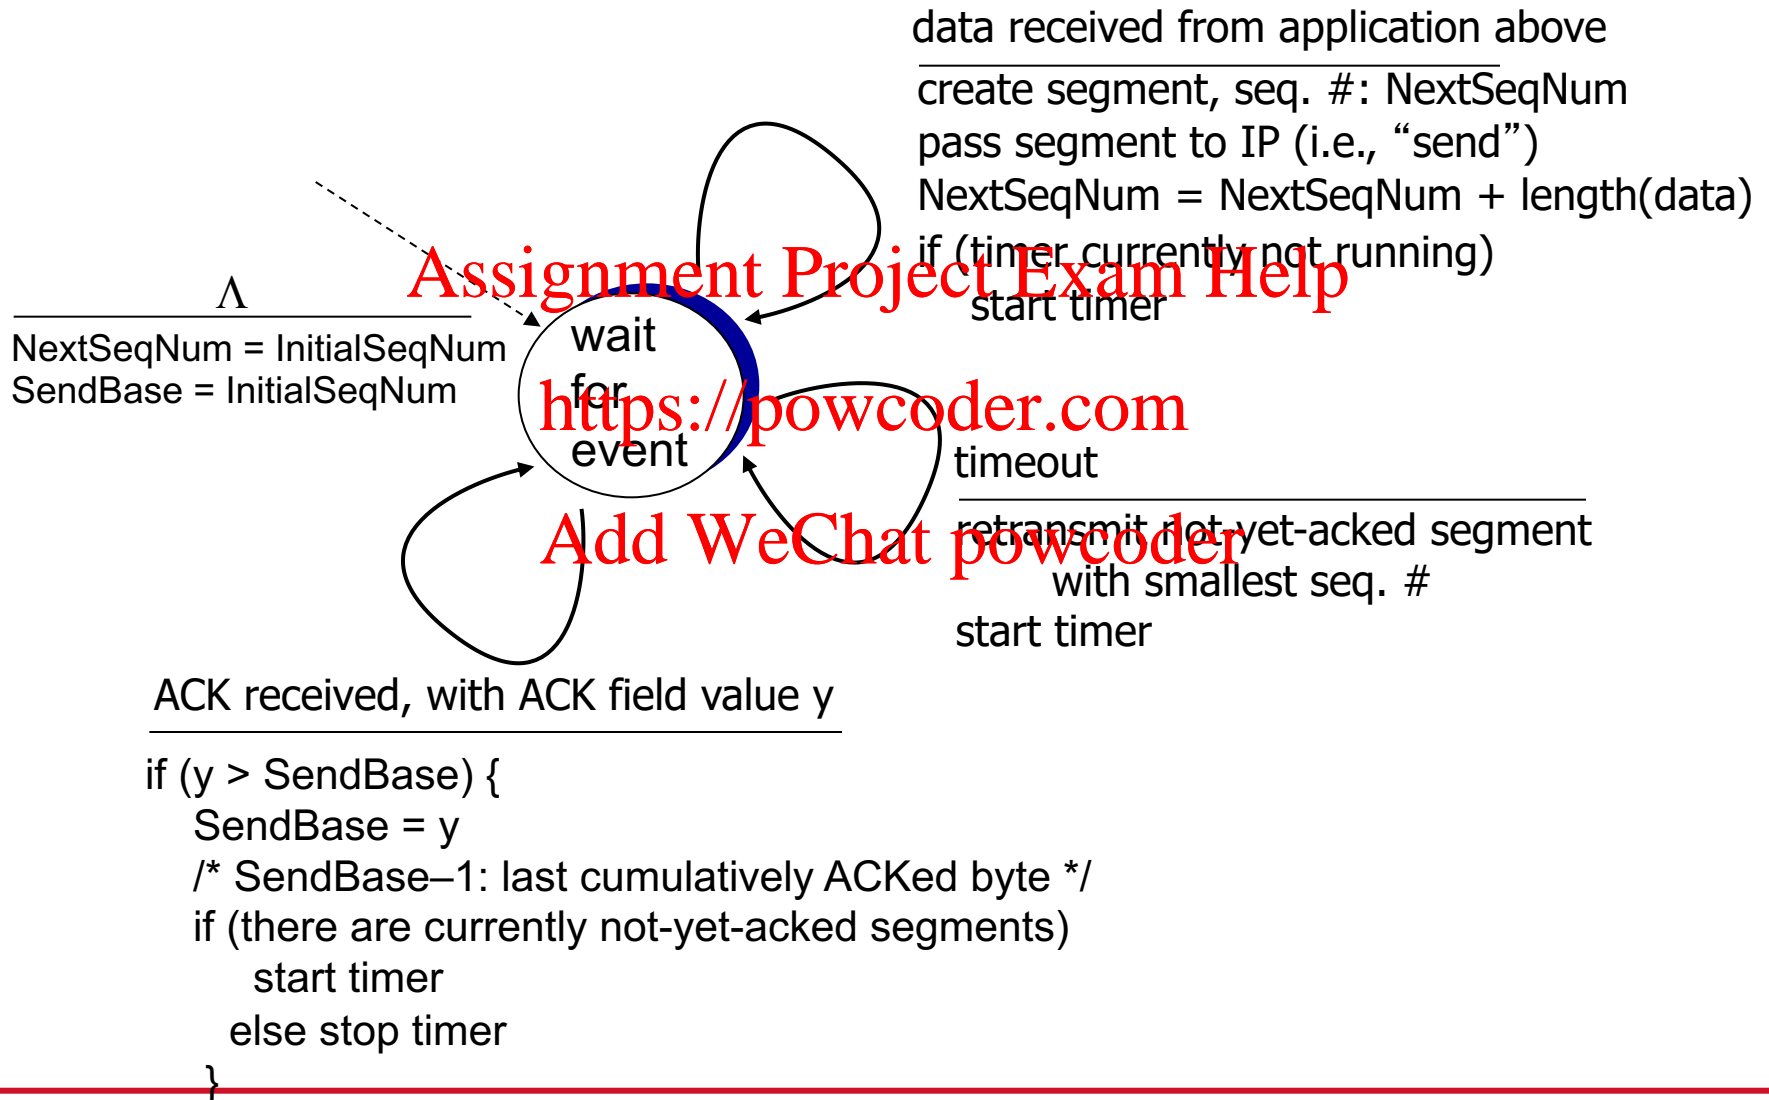 data received from application above
create segment, seq. #: NextSeqNum
pass segment to IP (i.e., “send”)
NextSeqNum = NextSeqNum + length(data)
if (timer currently not running)
start timer
Λ
NextSeqNum = InitialSeqNum
SendBase = InitialSeqNum
wait
for
event
Assignment Project Exam Help
https://powcoder.com
Add WeChat powcoder
timeout
retransmit not-yet-acked segment
with smallest seq. #
start timer
ACK received, with ACK field value y
if (y > SendBase) {
SendBase = y
/* SendBase–1: last cumulatively ACKed byte */
if (there are currently not-yet-acked segments)
start timer
else stop timer
}